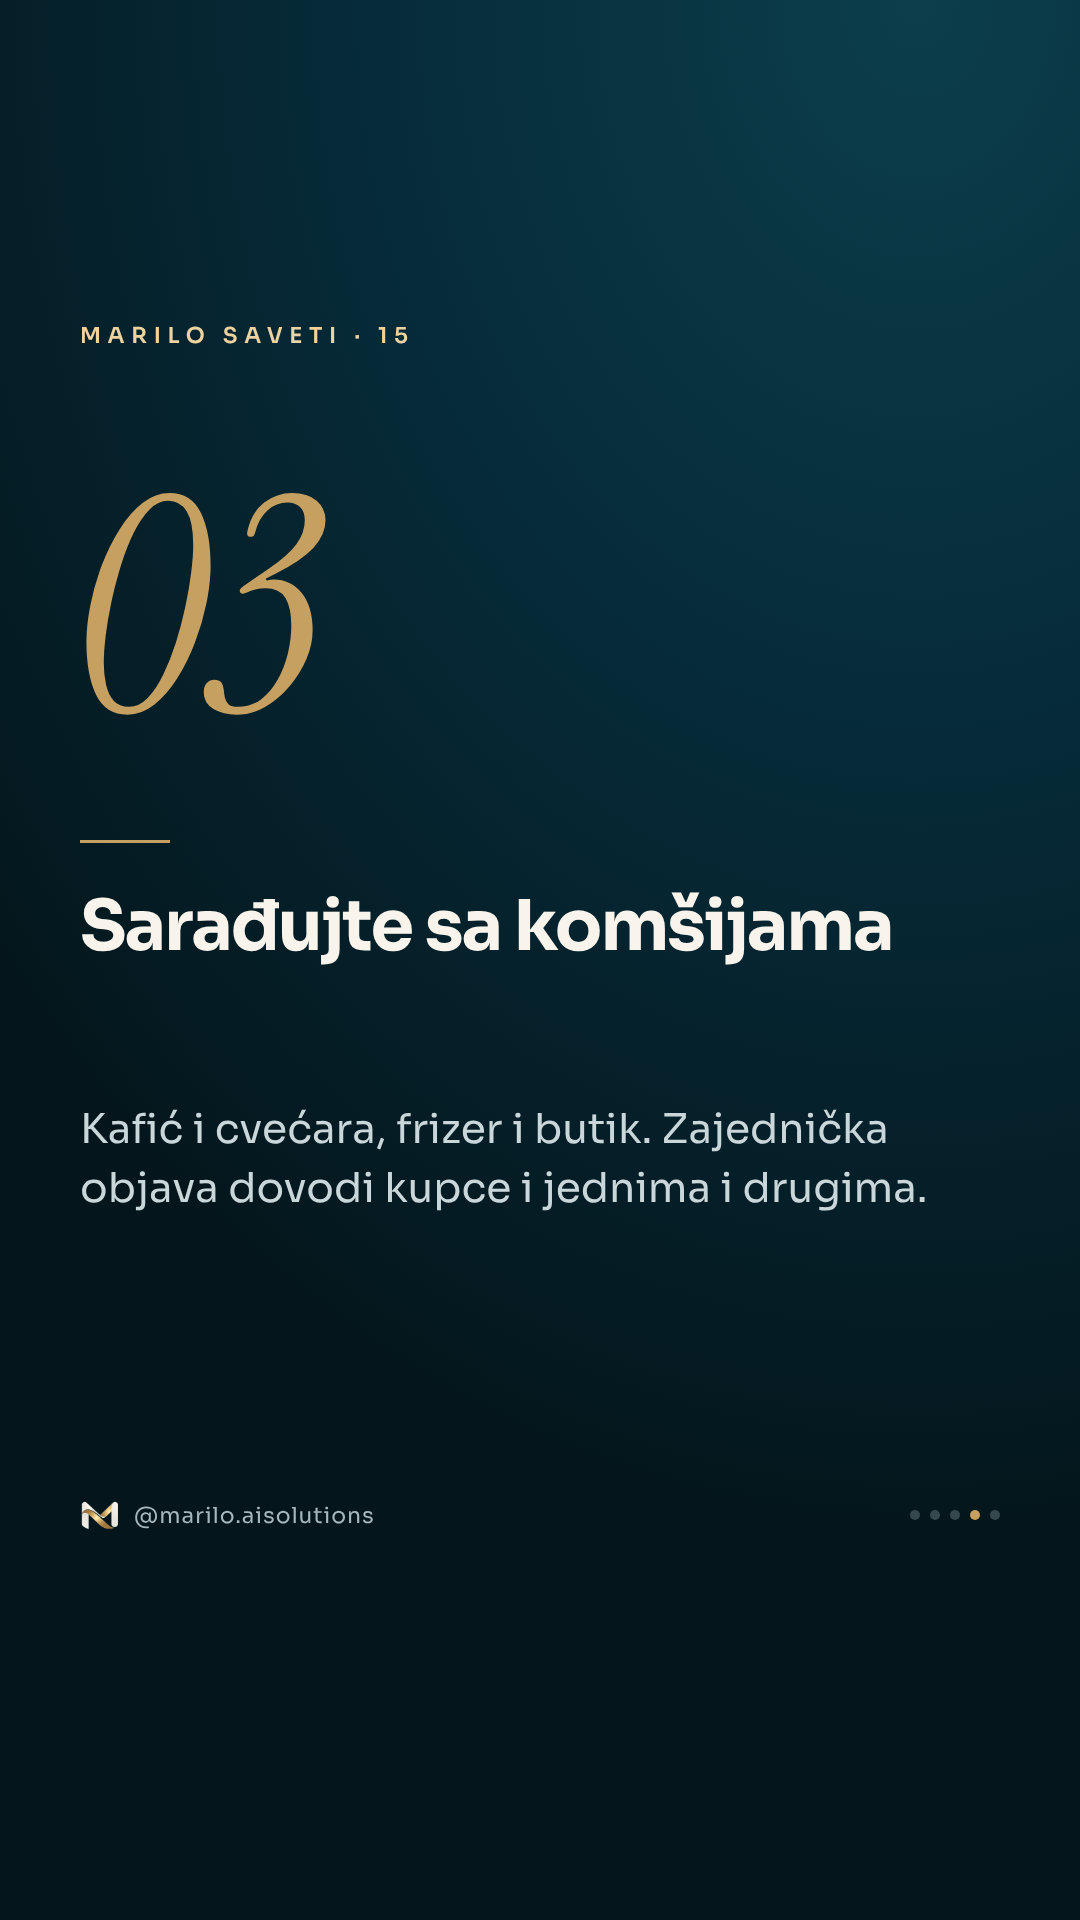 MARILO SAVETI · 15
03
Sarađujte sa komšijama
Kafić i cvećara, frizer i butik. Zajednička
objava dovodi kupce i jednima i drugima.
@marilo.aisolutions